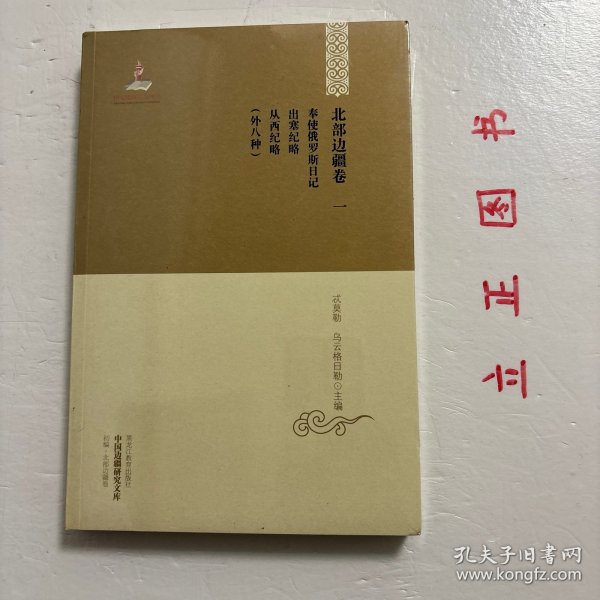 北部边疆卷 一
奉使俄罗斯日记
出塞纪略
从西纪略
（外八种）
忒莫勒 乌云格日勒⊙主编
黑龙江教育出版社
中国边疆研究文库
初编·北部边疆卷
立正图书
孔夫子旧书网
www.kongfz.com